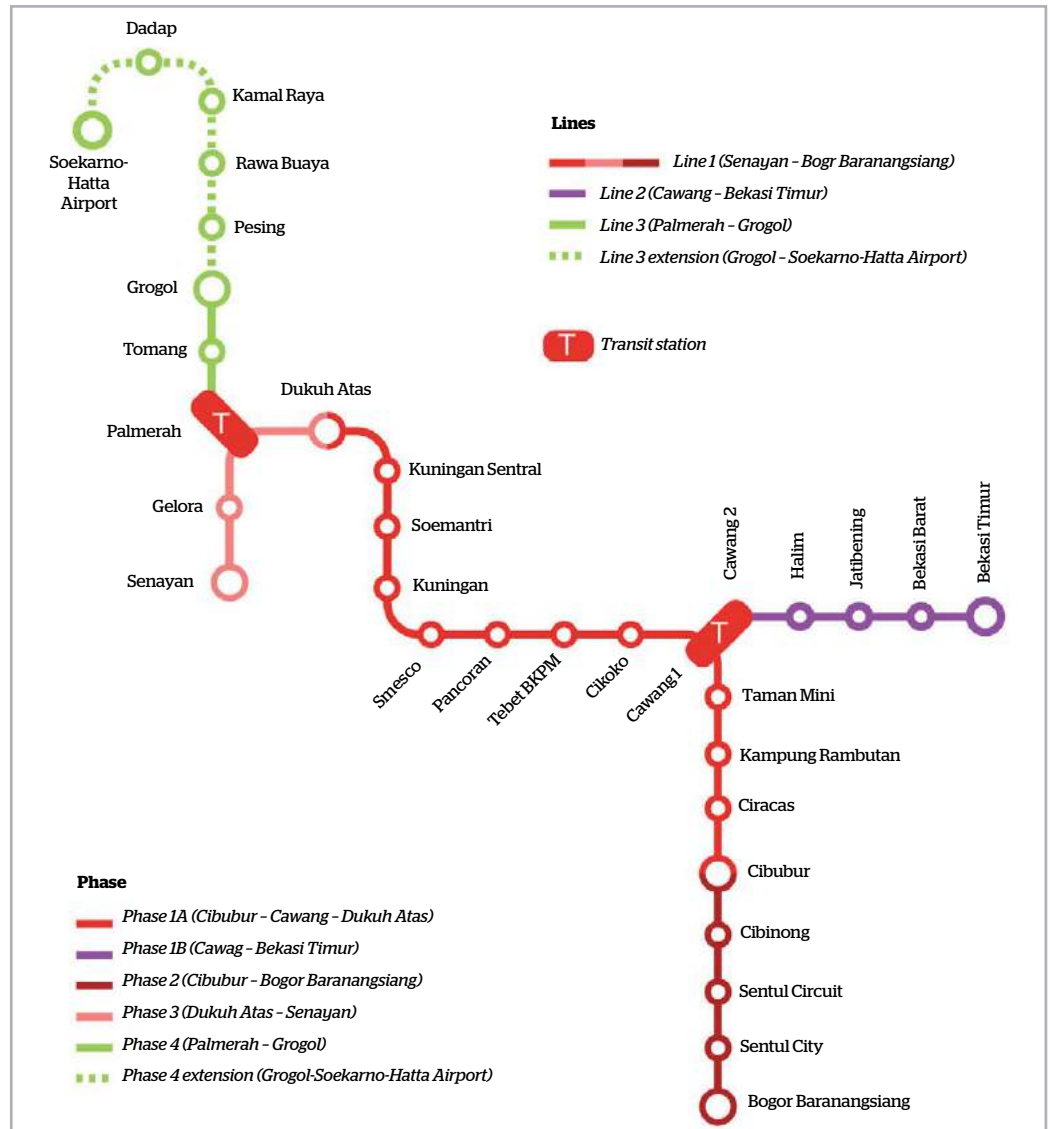 Dadap
Kamal Raya
Soekarno-
Hatta
Airport
Rawa Buaya
Pesing
Grogol
Tomang
Lines
Line 1 (Senayan – Bogr Baranangsiang)
Line 2 (Cawang – Bekasi Timur)
Line 3 (Palmerah – Grogol)
Line 3 extension (Grogol – Soekarno-Hatta Airport)
T Transit station
Dukuh Atas
Palmerah
T
Gelora
Senayan
Kuningan Sentral
Soemantri
Kuningan
Smesco
Pancoran
Tebet BKPM
Cikoko
Cawang 1
T
Cawang 2
Halim
Jatibening
Bekasi Barat
Bekasi Timur
Taman Mini
Kampung Rambutan
Ciracas
Cibubur
Cibinong
Sentul Circuit
Sentul City
Bogor Baranangsiang
Phase
Phase 1A (Cibubur – Cawang – Dukuh Atas)
Phase 1B (Cawag – Bekasi Timur)
Phase 2 (Cibubur – Bogor Baranangsiang)
Phase 3 (Dukuh Atas – Senayan)
Phase 4 (Palmerah – Grogol)
Phase 4 extension (Grogol-Soekarno-Hatta Airport)